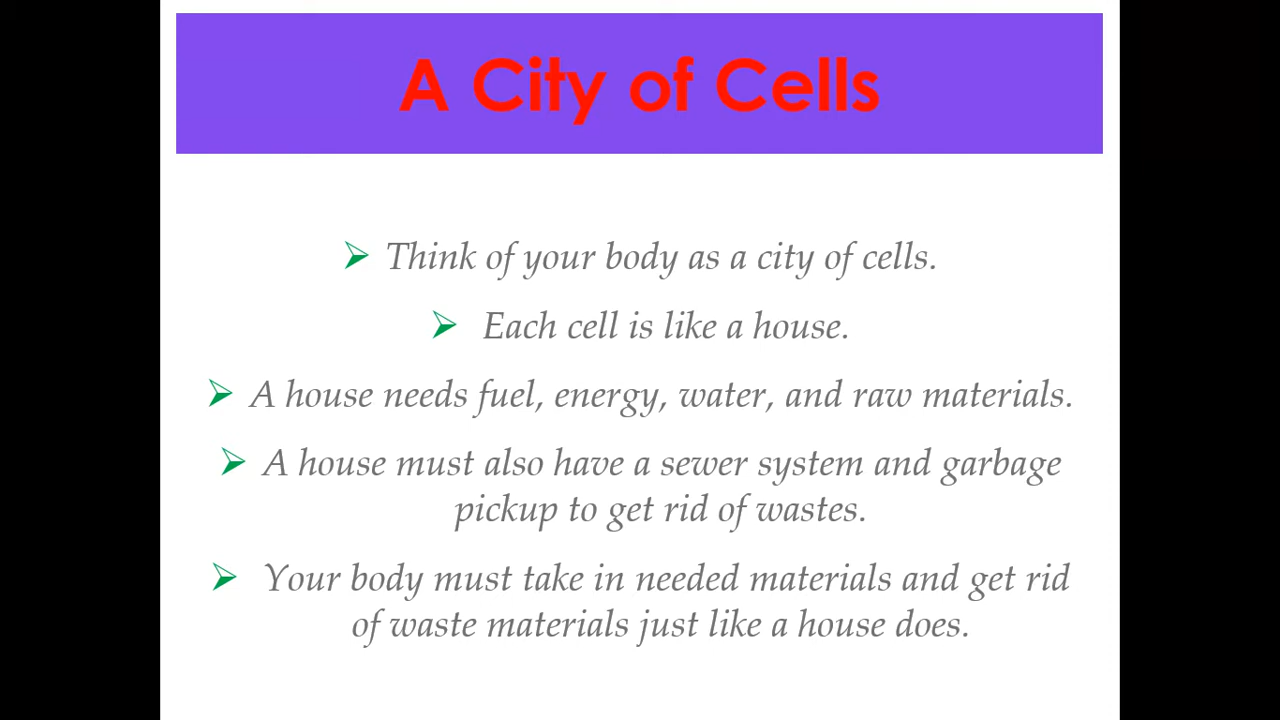 A City of Cells
➢ Think of your body as a city of cells.
➢ Each cell is like a house.
➢ A house needs fuel, energy, water, and raw materials.
➢ A house must also have a sewer system and garbage
pickup to get rid of wastes.
➢ Your body must take in needed materials and get rid
of waste materials just like a house does.